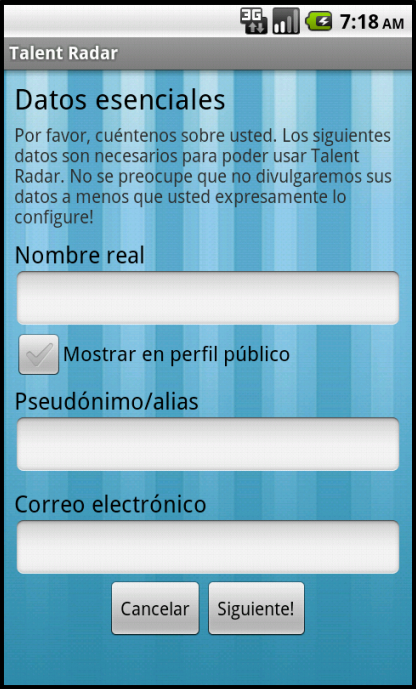 3G 7:18 AM
Talent Radar
Datos esenciales
Por favor, cuéntenos sobre usted. Los siguientes
datos son necesarios para poder usar Talent
Radar. No se preocupe que no divulgaremos sus
datos a menos que usted expresamente lo
configure!
Nombre real
Mostrar en perfil público
Pseudónimo/alias
Correo electrónico
Cancelar Siguiente!